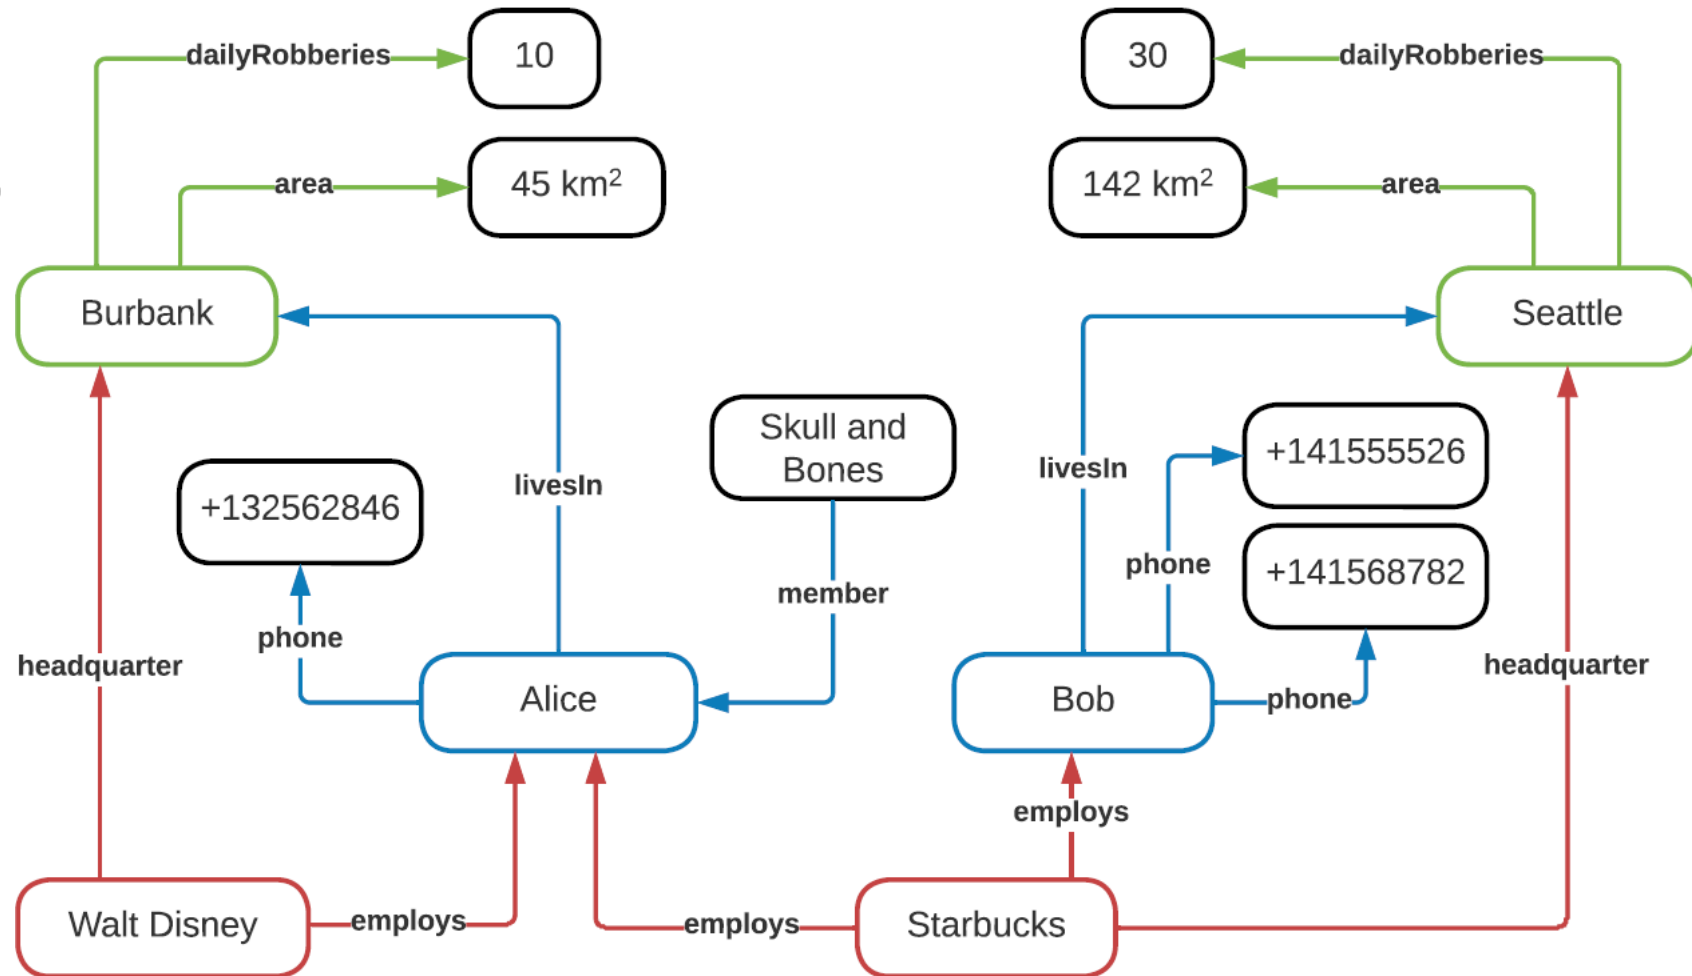 dailyRobberies
10
30
dailyRobberies
area
45 km²
142 km²
area
Burbank
Seattle
Skull and
Bones
+141555526
livesIn
livesIn
+132562846
phone
+141568782
member
phone
headquarter
headquarter
Alice
Bob
phone
employs
Walt Disney
employs
employs
Starbucks